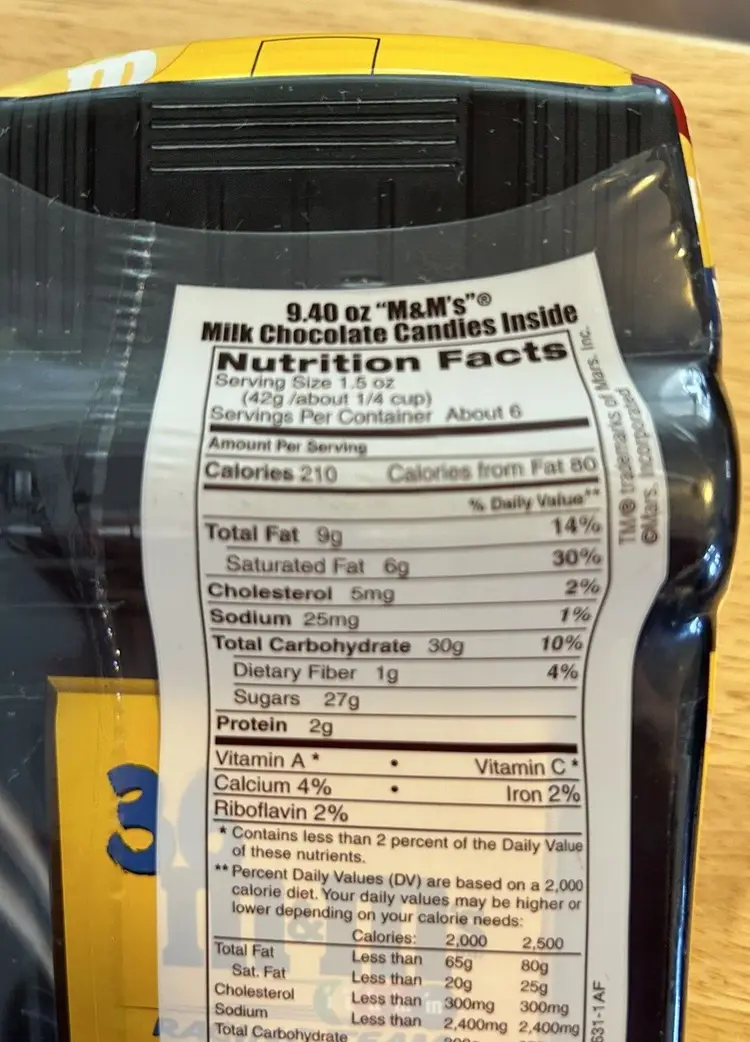 m
9.40 oz "M&M's"®
Milk Chocolate Candies Inside
Nutrition Facts
Serving Size 1.5 oz
(42g /about 1/4 cup)
Servings Per Container About 6
Amount Per Serving
Calories 210 Calories from Fat 80
% Daily Value**
Total Fat 9g 14%
Saturated Fat 6g 30%
Cholesterol 5mg 2%
Sodium 25mg 1%
Total Carbohydrate 30g 10%
Dietary Fiber 1g 4%
Sugars 27g
Protein 2g
Vitamin A * • Vitamin C *
Calcium 4% • Iron 2%
Riboflavin 2%
* Contains less than 2 percent of the Daily Value
of these nutrients.
** Percent Daily Values (DV) are based on a 2,000
calorie diet. Your daily values may be higher or
lower depending on your calorie needs:
Calories: 2,000 2,500
Total Fat Less than 65g 80g
Sat. Fat Less than 20g 25g
Cholesterol Less than 300mg 300mg
Sodium Less than 2,400mg 2,400mg
Total Carbohydrate
TM® trademarks of Mars, Inc.
©Mars, Incorporated
631-1AF
3